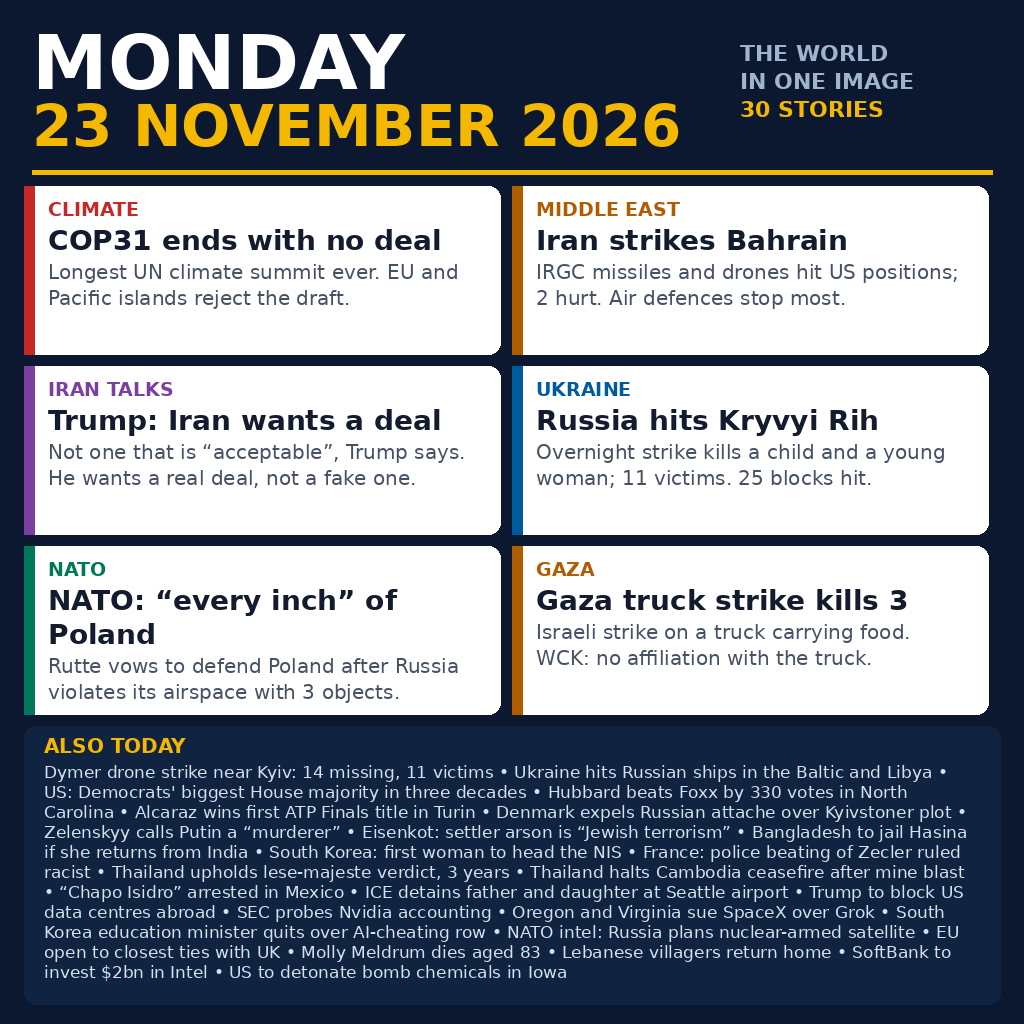 MONDAY
23 NOVEMBER 2026
THE WORLD
IN ONE IMAGE
30 STORIES
CLIMATE
COP31 ends with no deal
Longest UN climate summit ever. EU and
Pacific islands reject the draft.
MIDDLE EAST
Iran strikes Bahrain
IRGC missiles and drones hit US positions;
2 hurt. Air defences stop most.
IRAN TALKS
Trump: Iran wants a deal
Not one that is “acceptable”, Trump says.
He wants a real deal, not a fake one.
UKRAINE
Russia hits Kryvyi Rih
Overnight strike kills a child and a young
woman; 11 victims. 25 blocks hit.
NATO
NATO: “every inch” of
Poland
Rutte vows to defend Poland after Russia
violates its airspace with 3 objects.
GAZA
Gaza truck strike kills 3
Israeli strike on a truck carrying food.
WCK: no affiliation with the truck.
ALSO TODAY
Dymer drone strike near Kyiv: 14 missing, 11 victims • Ukraine hits Russian ships in the Baltic and Libya •
US: Democrats' biggest House majority in three decades • Hubbard beats Foxx by 330 votes in North
Carolina • Alcaraz wins first ATP Finals title in Turin • Denmark expels Russian attache over Kyivstoner plot •
Zelenskyy calls Putin a “murderer” • Eisenkot: settler arson is “Jewish terrorism” • Bangladesh to jail Hasina
if she returns from India • South Korea: first woman to head the NIS • France: police beating of Zecler ruled
racist • Thailand upholds lese-majeste verdict, 3 years • Thailand halts Cambodia ceasefire after mine blast
• “Chapo Isidro” arrested in Mexico • ICE detains father and daughter at Seattle airport • Trump to block US
data centres abroad • SEC probes Nvidia accounting • Oregon and Virginia sue SpaceX over Grok • South
Korea education minister quits over AI-cheating row • NATO intel: Russia plans nuclear-armed satellite • EU
open to closest ties with UK • Molly Meldrum dies aged 83 • Lebanese villagers return home • SoftBank to
invest $2bn in Intel • US to detonate bomb chemicals in Iowa